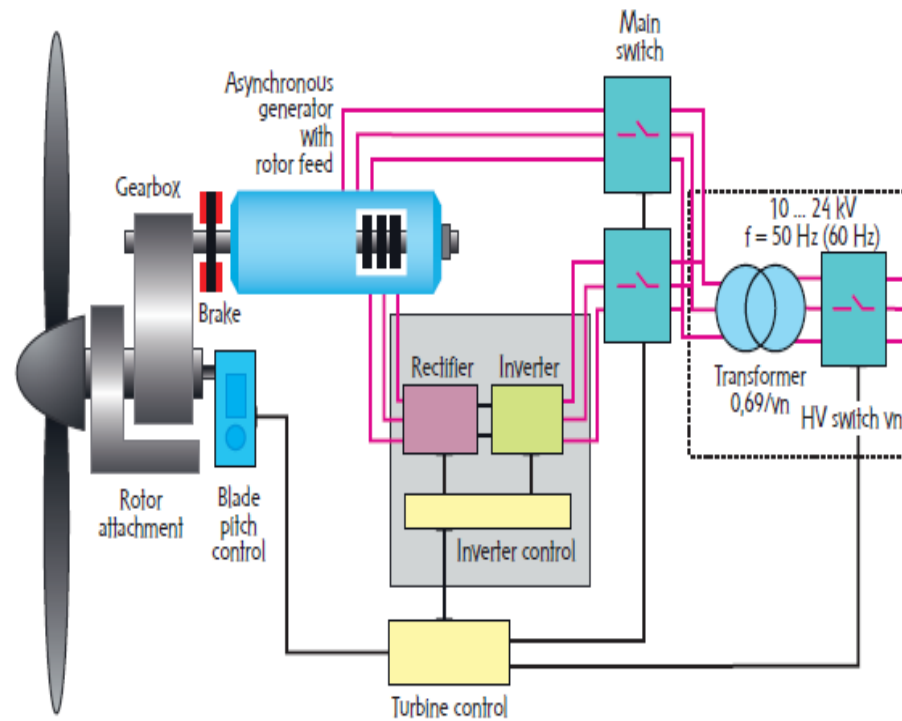 Main
switch
Asynchronous
generator
with
rotor feed
Gearbox
10 ... 24 kV
f = 50 Hz (60 Hz)
Brake
Rectifier
Inverter
Transformer
0,69/vn
HV switch vn
Rotor
attachment
Blade
pitch
control
Inverter control
Turbine control